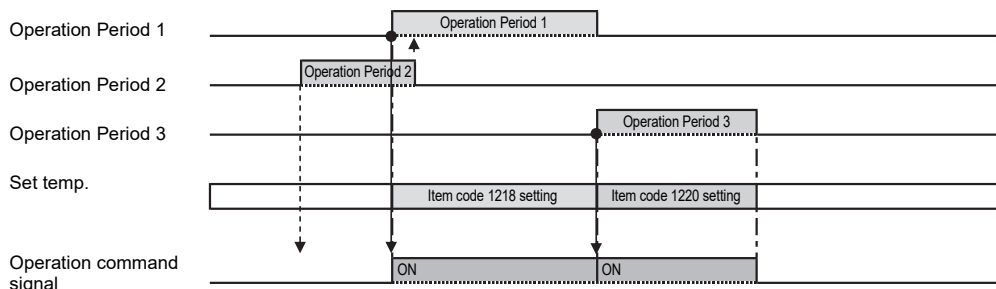 Operation Period 1
Operation Period 1
Operation Period 2
Operation Period 2
Operation Period 3
Operation Period 3
Set temp.
Item code 1218 setting
Item code 1220 setting
Operation command
signal
ON
ON